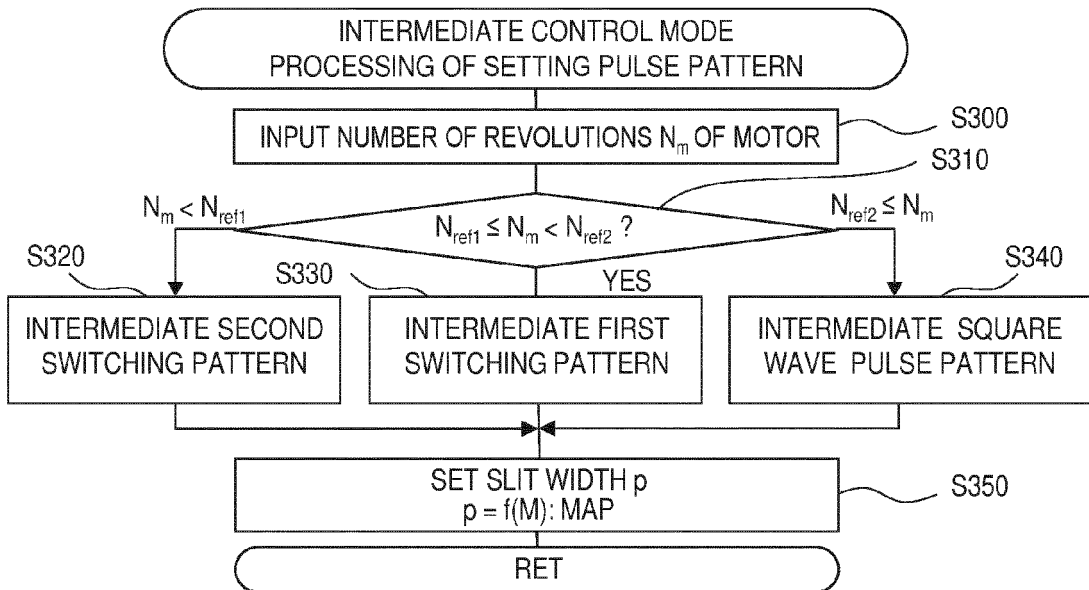 INTERMEDIATE CONTROL MODE
PROCESSING OF SETTING PULSE PATTERN
S300
INPUT NUMBER OF REVOLUTIONS Nm OF MOTOR
S310
Nm < Nref1
Nref1 ≤ Nm < Nref2 ?
Nref2 ≤ Nm
S320
S330
YES
S340
INTERMEDIATE SECOND
SWITCHING PATTERN
INTERMEDIATE FIRST
SWITCHING PATTERN
INTERMEDIATE SQUARE
WAVE PULSE PATTERN
SET SLIT WIDTH p
p = f(M): MAP
S350
RET